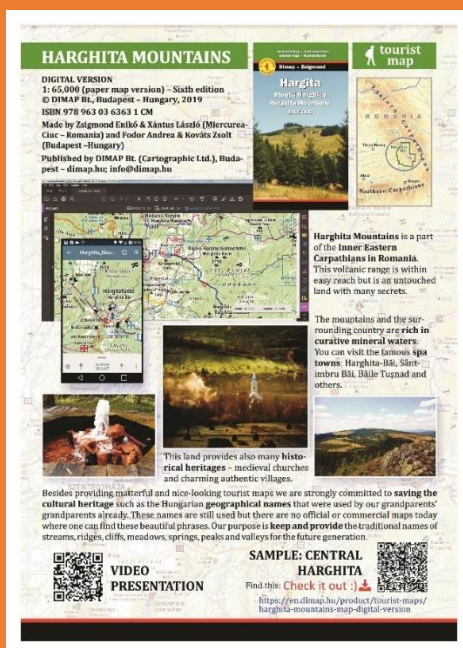 HARGHITA MOUNTAINS
DIGITAL VERSION
1: 65,000 (paper map version) – Sixth edition
© DIMAP Bt., Budapest – Hungary, 2019
ISBN 978 963 03 6363 1 CM
Made by Zsigmond Enikő & Xántus László (Miercurea-
Ciuc – Romania) and Fodor Andrea & Kováts Zsolt
(Budapest –Hungary)
Published by DIMAP Bt. (Cartographic Ltd.), Buda-
pest – dimap.hu; info@dimap.hu
Dimap - Zsigmond
Hargita
Munții Harghita
Harghita Mountains
tourist
map
ROMANIA
Southern Carpathians
Harghita Mountains is a part
of the Inner Eastern
Carpathians in Romania.
This volcanic range is within
easy reach but is an untouched
land with many secrets.
The mountains and the sur-
rounding country are rich in
curative mineral waters.
You can visit the famous spa
towns: Harghita-Băi, Sânt-
imbru Băi, Băile Tușnad and
others.
This land provides also many histo-
rical heritages – medieval churches
and charming authentic villages.
Besides providing matterful and nice-looking tourist maps we are strongly committed to saving the
cultural heritage such as the Hungarian geographical names that were used by our grandparents'
grandparents already. These names are still used but there are no official or commercial maps today
where one can find these beautiful phrases. Our purpose is keep and provide the traditional names of
streams, ridges, cliffs, meadows, springs, peaks and valleys for the future generation.
VIDEO
PRESENTATION
SAMPLE: CENTRAL
HARGHITA
Find this: Check it out :)
https://en.dimap.hu/product/tourist-maps/
harghita-mountains-map-digital-version